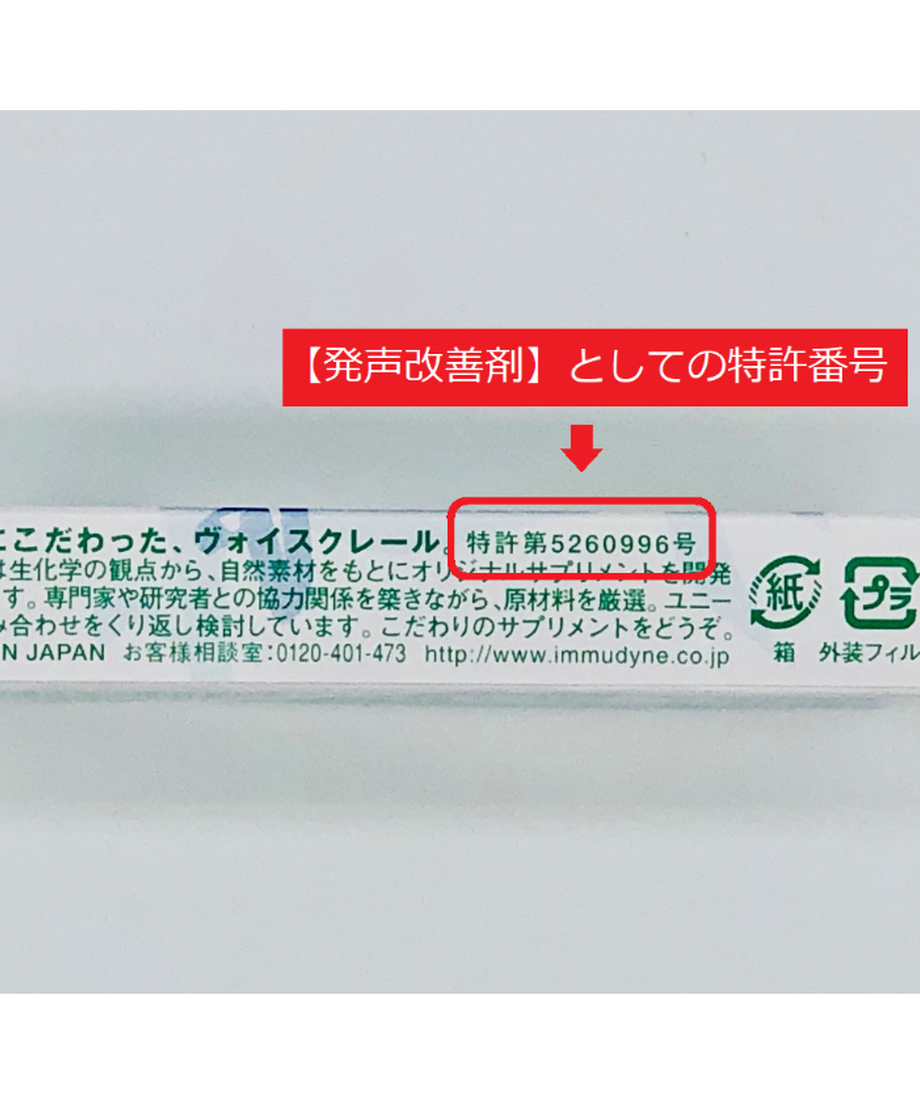 【発声改善剤】としての特許番号
こだわった、ヴォイスクレール。特許第5260996号
は生化学の観点から、自然素材をもとにオリジナルサプリメントを開発
す。専門家や研究者との協力関係を築きながら、原材料を厳選。ユニー
み合わせをくり返し検討しています。こだわりのサプリメントをどうぞ。
N JAPAN お客様相談室:0120-401-473 http://www.immudyne.co.jp
紙
箱
プラ
外装フィル